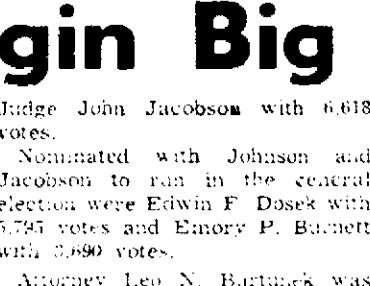 gin Big
Judge John Jacobson with 6,618
votes.
Nominated with Johnson and
Jacobson to run in the general
election were Edwin F. Dosek with
5,795 votes and Emory P. Burnett
with 3,690 votes.
Attorney Leo N. Bartunek was